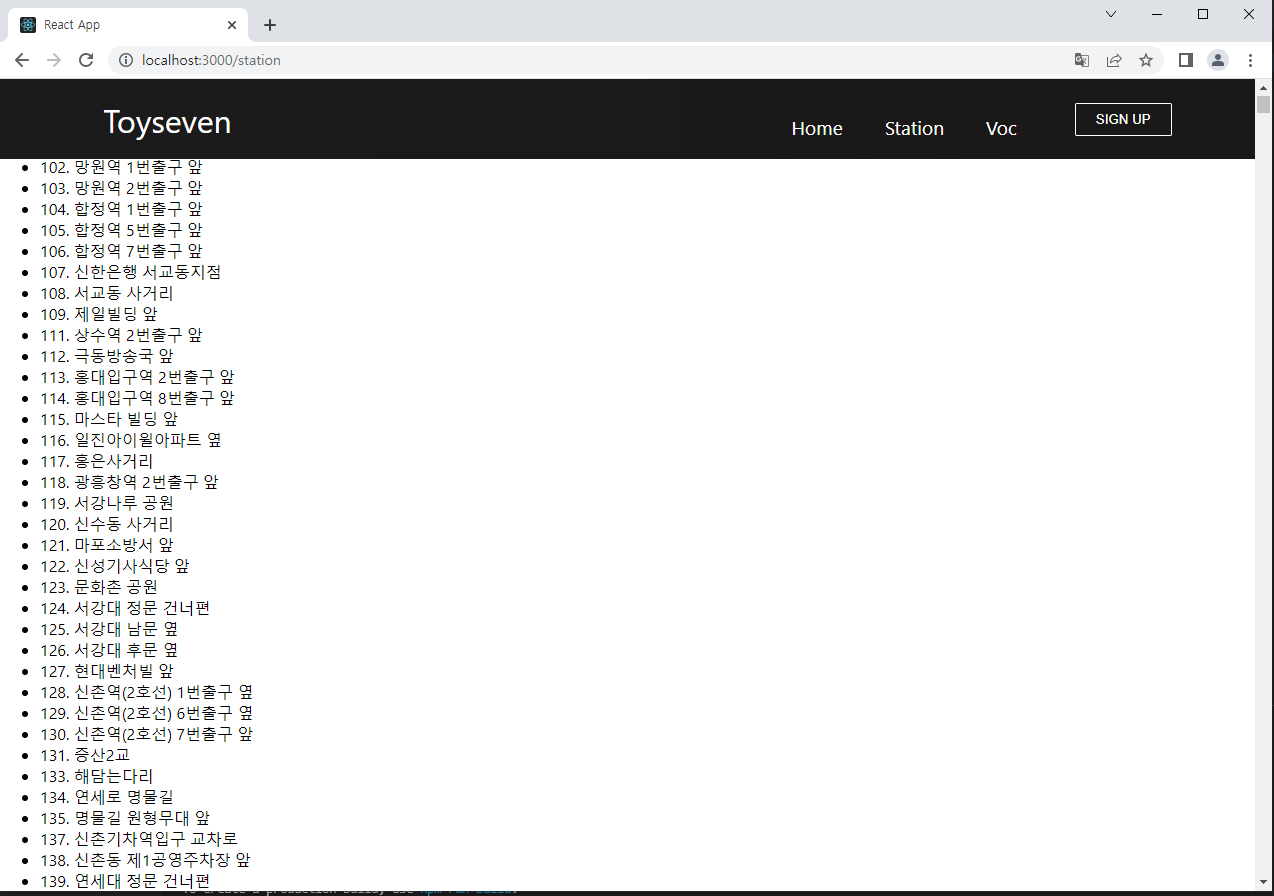 React App
localhost:3000/station
Toyseven
Home
Station
Voc
SIGN UP
102. 망원역 1번출구 앞
103. 망원역 2번출구 앞
104. 합정역 1번출구 앞
105. 합정역 5번출구 앞
106. 합정역 7번출구 앞
107. 신한은행 서교동지점
108. 서교동 사거리
109. 제일빌딩 앞
111. 상수역 2번출구 앞
112. 극동방송국 앞
113. 홍대입구역 2번출구 앞
114. 홍대입구역 8번출구 앞
115. 마스타 빌딩 앞
116. 일진아이윌아파트 옆
117. 홍은사거리
118. 광흥창역 2번출구 앞
119. 서강나루 공원
120. 신수동 사거리
121. 마포소방서 앞
122. 신성기사식당 앞
123. 문화촌 공원
124. 서강대 정문 건너편
125. 서강대 남문 옆
126. 서강대 후문 옆
127. 현대벤처빌 앞
128. 신촌역(2호선) 1번출구 옆
129. 신촌역(2호선) 6번출구 옆
130. 신촌역(2호선) 7번출구 앞
131. 증산2교
133. 해담는다리
134. 연세로 명물길
135. 명물길 원형무대 앞
137. 신촌기차역입구 교차로
138. 신촌동 제1공영주차장 앞
139. 연세대 정문 건너편